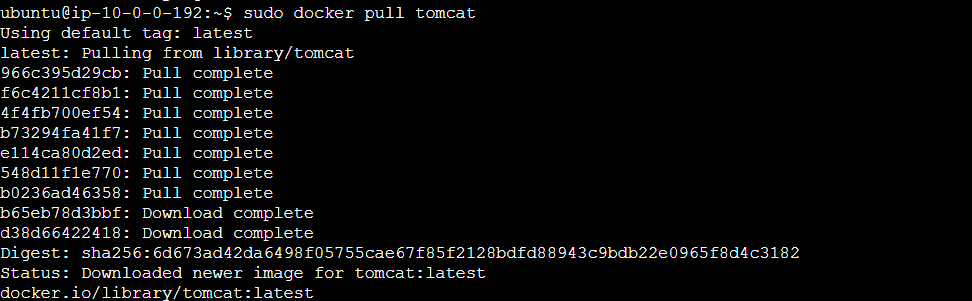 ubuntu@ip-10-0-0-192:~$ sudo docker pull tomcat
Using default tag: latest
latest: Pulling from library/tomcat
966c395d29cb: Pull complete
f6c4211cf8b1: Pull complete
4f4fb700ef54: Pull complete
b73294fa41f7: Pull complete
e114ca80d2ed: Pull complete
548d11f1e770: Pull complete
b0236ad46358: Pull complete
b65eb78d3bbf: Download complete
d38d66422418: Download complete
Digest: sha256:6d673ad42da6498f05755cae67f85f2128bdfd88943c9bdb22e0965f8d4c3182
Status: Downloaded newer image for tomcat:latest
docker.io/library/tomcat:latest